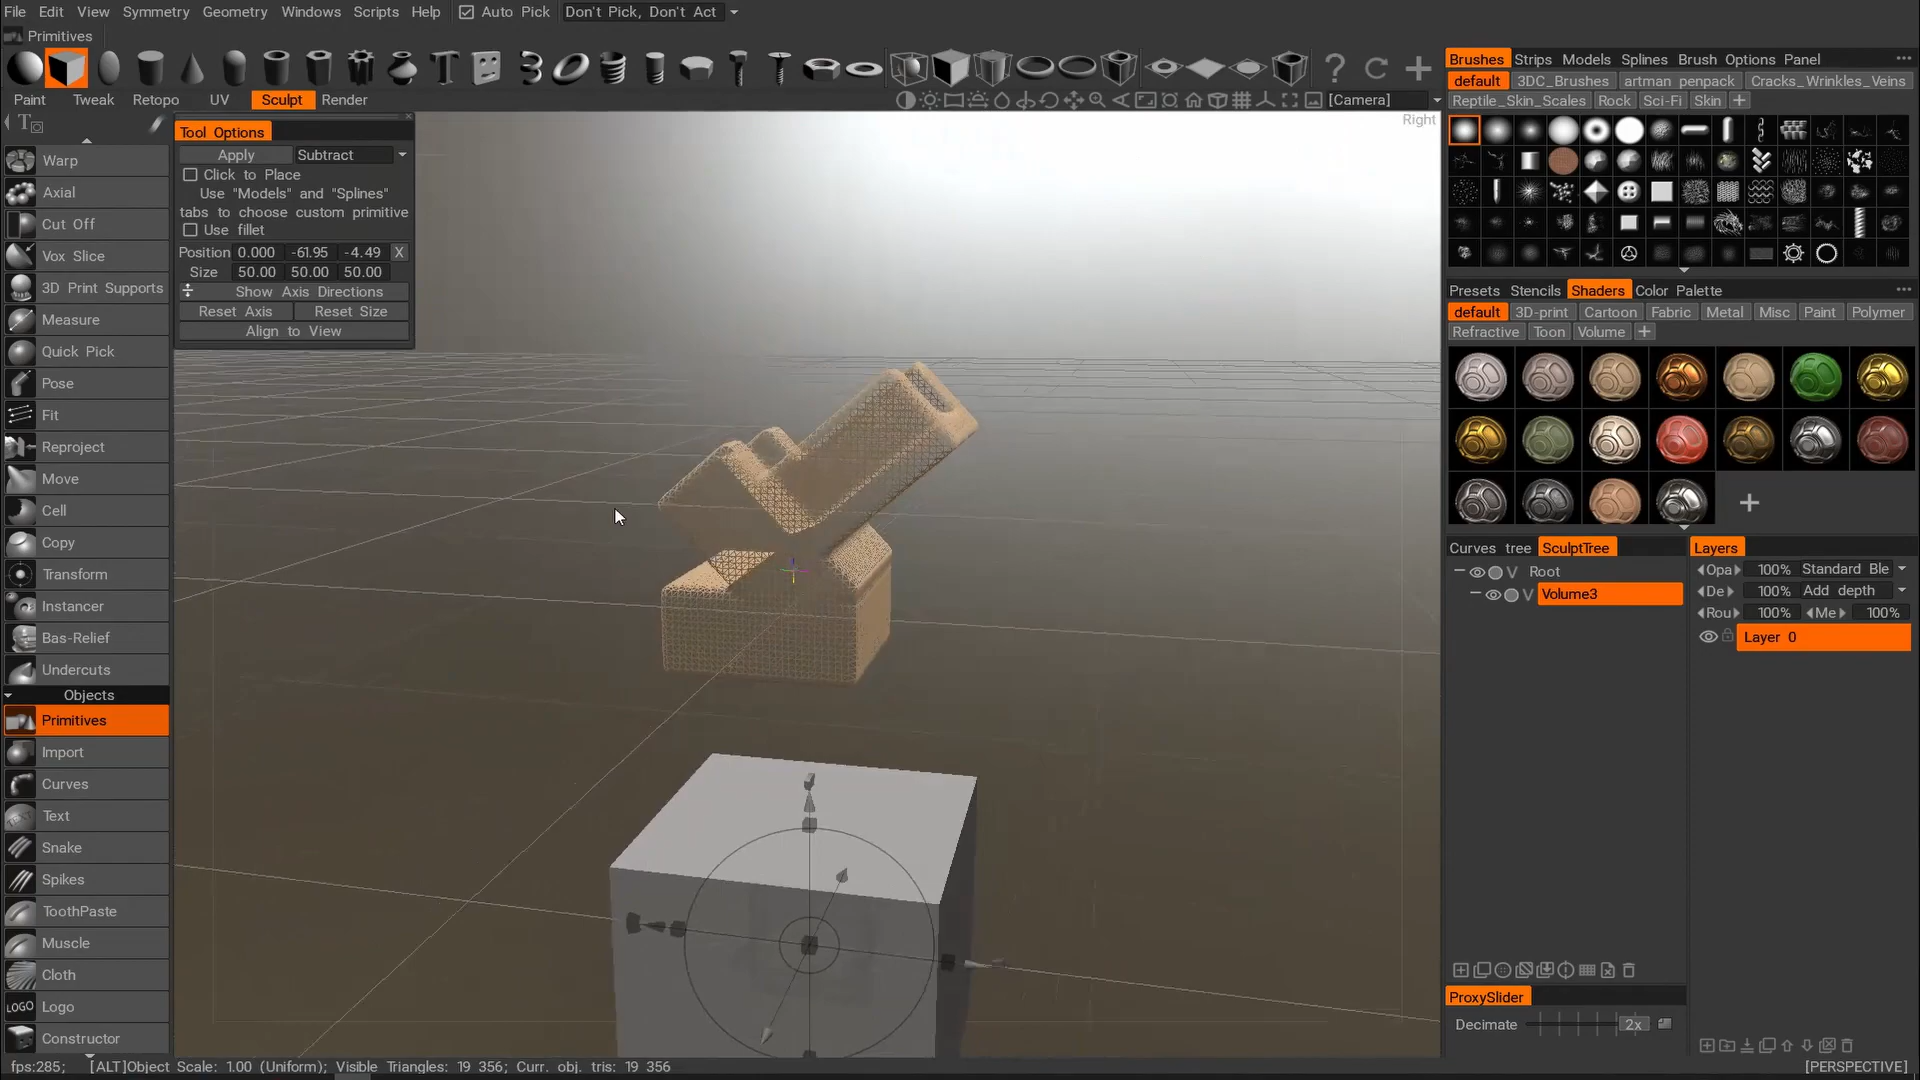 File Edit View Symmetry Geometry Windows Scripts Help Auto Pick Don't Pick, Don't Act
Primitives
Paint Tweak Retopo UV Sculpt Render [Camera]
Right
Tool Options
Apply Subtract
Click to Place
Use "Models" and "Splines"
tabs to choose custom primitive
Use fillet
Position 0.000 -61.95 -4.49 X
Size 50.00 50.00 50.00
Show Axis Directions
Reset Axis Reset Size
Align to View
Warp
Axial
Cut Off
Vox Slice
3D Print Supports
Measure
Quick Pick
Pose
Fit
Reproject
Move
Cell
Copy
Transform
Instancer
Bas-Relief
Undercuts
Objects
Primitives
Import
Curves
Text
Snake
Spikes
ToothPaste
Muscle
Cloth
LOGO Logo
Constructor
Brushes Strips Models Splines Brush Options Panel
default 3DC_Brushes artman penpack Cracks_Wrinkles_Veins
Reptile_Skin_Scales Rock Sci-Fi Skin
Presets Stencils Shaders Color Palette
default 3D-print Cartoon Fabric Metal Misc Paint Polymer
Refractive Toon Volume
Curves tree SculptTree
V Root
V Volume3
Layers
Opa 100% Standard Ble
De 100% Add depth
Rou 100% Me 100%
Layer 0
ProxySlider
Decimate 2x
fps:285; [ALT]Object Scale: 1.00 (Uniform); Visible Triangles: 19 356; Curr. obj. tris: 19 356 [PERSPECTIVE]